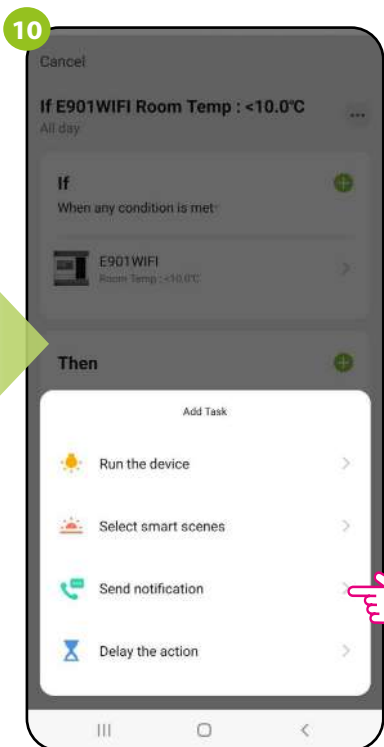 10
Cancel
If E901WIFI Room Temp : <10.0°C
All day
If
When any condition is met
E901WIFI
Room Temp : <10.0°C
Then
Add Task
Run the device
Select smart scenes
Send notification
Delay the action